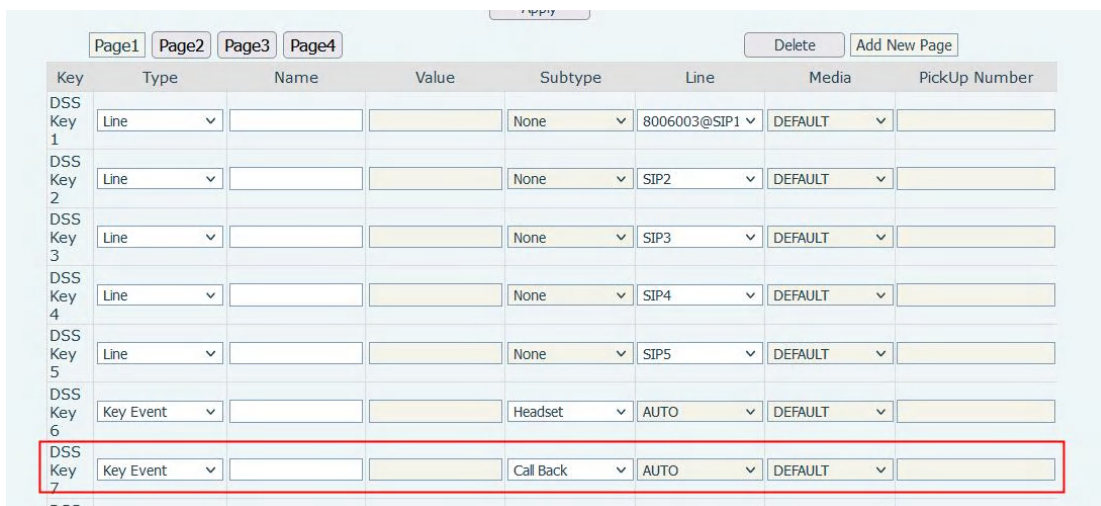 Apply
Page1 Page2 Page3 Page4 Delete Add New Page
Key Type Name Value Subtype Line Media PickUp Number
DSS Key 1 Line None 8006003@SIP1 DEFAULT
DSS Key 2 Line None SIP2 DEFAULT
DSS Key 3 Line None SIP3 DEFAULT
DSS Key 4 Line None SIP4 DEFAULT
DSS Key 5 Line None SIP5 DEFAULT
DSS Key 6 Key Event Headset AUTO DEFAULT
DSS Key 7 Key Event Call Back AUTO DEFAULT